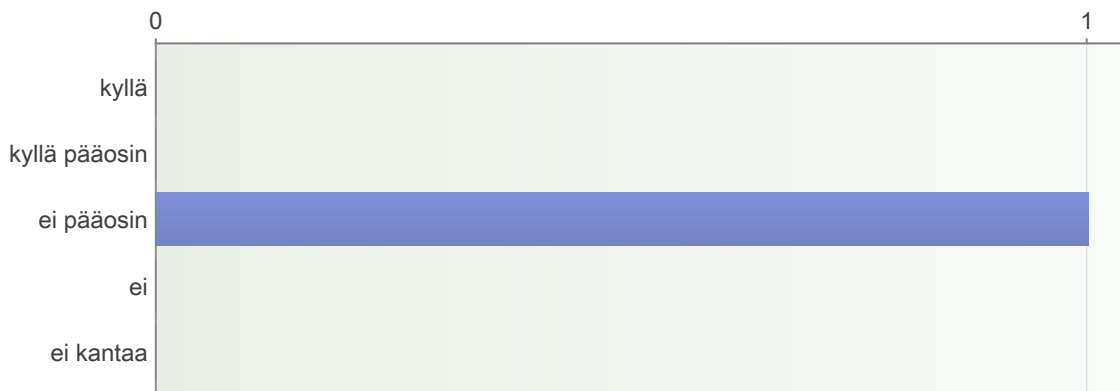 0 1
kyllä
kyllä pääosin
ei pääosin
ei
ei kantaa